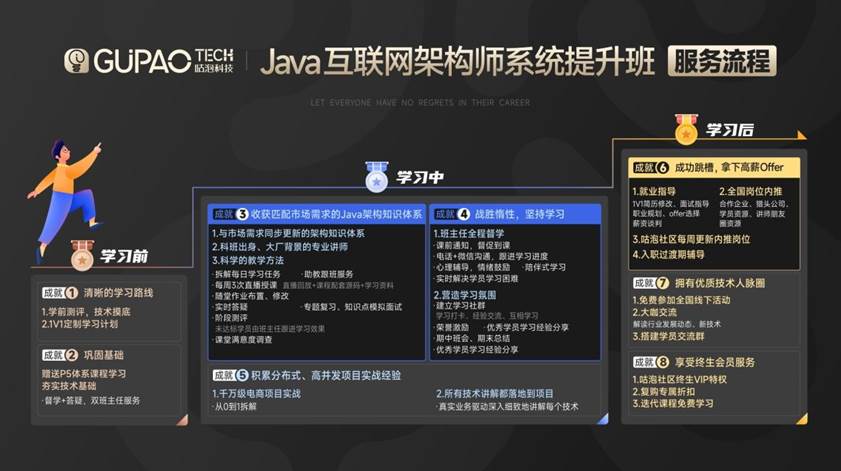 GUPAO TECH 咕泡科技
Java互联网架构师系统提升班 服务流程
LET EVERYONE HAVE NO REGRETS IN THEIR CAREER
学习前
成就1 清晰的学习路线
1.学前测评，技术摸底
2.1V1定制学习计划
成就2 巩固基础
赠送P5体系课程学习
夯实技术基础
·督学+答疑，双班主任服务
学习中
成就3 收获匹配市场需求的Java架构知识体系
1.与市场需求同步更新的架构知识体系
2.科班出身、大厂背景的专业讲师
3.科学的教学方法
·拆解每日学习任务 ·助教跟班服务
·每周3次直播授课 直播回放+课程配套源码+学习资料
·随堂作业布置、修改
·实时答疑 ·专题复习、知识点模拟面试
·阶段测评
未达标学员由班主任跟进学习效果
·课堂满意度调查
成就4 战胜惰性，坚持学习
1.班主任全程督学
·课前通知，督促到课
·电话+微信沟通，跟进学习进度
·心理辅导，情绪鼓励 ·陪伴式学习
·实时解决学员学习困难
2.营造学习氛围
·建立学习社群
学习打卡、经验交流、互相学习
·荣誉激励 ·优秀学员学习经验分享
·期中班会、期末总结
·优秀学员学习经验分享
成就5 积累分布式、高并发项目实战经验
1.千万级电商项目实战
·从0到1拆解
2.所有技术讲解都落地到项目
·真实业务驱动深入细致地讲解每个技术
学习后
成就6 成功跳槽，拿下高薪Offer
1.就业指导
1V1简历修改、面试指导
职业规划、offer选择
薪资谈判
2.全国岗位内推
合作企业、猎头公司、
学员资源、讲师朋友
圈资源
3.咕泡社区每周更新内推岗位
4.入职过渡期辅导
成就7 拥有优质技术人脉圈
1.免费参加全国线下活动
2.大咖交流
解读行业发展动态、新技术
3.搭建学员交流群
成就8 享受终生会员服务
1.咕泡社区终生VIP特权
2.复购专属折扣
3.迭代课程免费学习